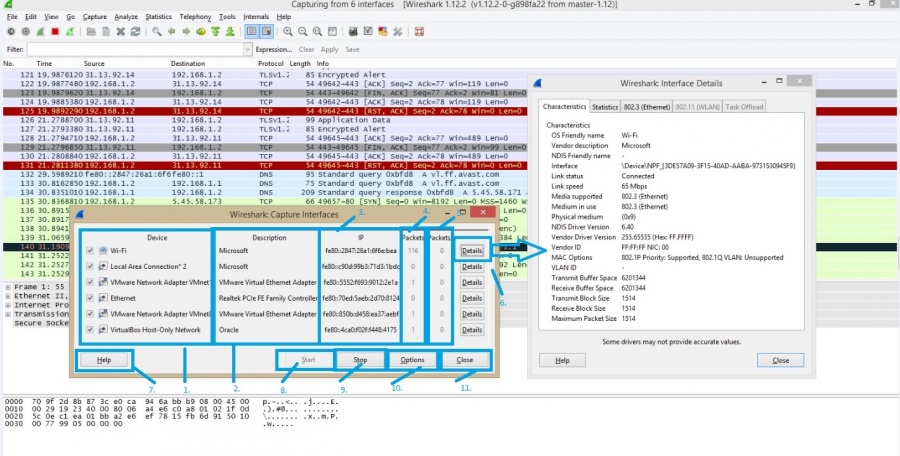 Capturing from 6 interfaces [Wireshark 1.12.2 (v1.12.2-0-g898fa22 from master-1.12)]
File Edit View Go Capture Analyze Statistics Telephony Tools Internals Help
Filter: Expression... Clear Apply Save
No. Time Source Destination Protocol Length Info
121 19.9876120 31.13.92.14 192.168.1.2 TLSv1.2 85 Encrypted Alert
122 19.9877480 192.168.1.2 31.13.92.14 TCP 54 49642→443 [ACK] Seq=2 Ack=77 Win=119 Len=0
123 19.9879620 31.13.92.14 192.168.1.2 TCP 54 443→49642 [FIN, ACK] Seq=77 Ack=2 Win=81 Len=0
124 19.9885380 192.168.1.2 31.13.92.14 TCP 54 49642→443 [ACK] Seq=2 Ack=78 Win=119 Len=0
125 19.9892290 192.168.1.2 31.13.92.14 TCP 54 49642→443 [RST, ACK] Seq=2 Ack=78 Win=0 Len=0
126 21.2788700 31.13.92.11 192.168.1.2 TLSv1.2 99 Application Data
127 21.2793380 31.13.92.11 192.168.1.2 TLSv1.2 85 Encrypted Alert
128 21.2794710 192.168.1.2 31.13.92.11 TCP 54 49645→443 [ACK] Seq=2 Ack=77 Win=489 Len=0
129 21.2796850 31.13.92.11 192.168.1.2 TCP 54 443→49645 [FIN, ACK] Seq=77 Ack=2 Win=99 Len=0
130 21.2808840 192.168.1.2 31.13.92.11 TCP 54 49645→443 [ACK] Seq=2 Ack=78 Win=489 Len=0
131 21.2811380 192.168.1.2 31.13.92.11 TCP 54 49645→443 [RST, ACK] Seq=2 Ack=78 Win=0 Len=0
132 29.5989210 fe80::2847:26a1:6f6 fe80::1 DNS 95 Standard query 0xbfd8 A vl.ff.avast.com
133 30.8162850 192.168.1.2 192.168.1.1 DNS 75 Standard query 0xbfd8 A vl.ff.avast.com
134 30.8351010 192.168.1.1 192.168.1.2 DNS 209 Standard query response 0xbfd8 A 5.45.58.171 A
135 30.8368810 192.168.1.2 5.45.58.173 TCP 66 49657→80 [SYN] Seq=0 Win=8192 Len=0 MSS=1460 W
136 30.8915
137 30.8917
138 30.8919
139 31.0659
140 31.1909
141 31.2521
142 31.2529
143 31.2529
Frame 1: 55
Ethernet II,
Internet Pro
Transmission
Secure Socke
Wireshark: Capture Interfaces
3. 4. 5.
Device Description IP Packets Packets
Wi-Fi Microsoft fe80::2847:26a1:6f6e:bea 116 0 Details
Local Area Connection* 2 Microsoft fe80::c90d:99b3:71d3:1bdc 0 0 Details
VMware Network Adapter VMnet1 VMware Virtual Ethernet Adapter fe80::5552:f693:9012:2e1a 1 0 Details
Ethernet Realtek PCIe FE Family Controller fe80::70ed:5aeb:2d70:8124 0 0 Details
VMware Network Adapter VMnet8 VMware Virtual Ethernet Adapter fe80::850b:d458:ea37:aebf 1 0 Details
VirtualBox Host-Only Network Oracle fe80::4ca0:f02f:f448:4175 1 0 Details
6.
Help Start Stop Options Close
7. 1. 2. 8. 9. 10. 11.
Wireshark: Interface Details
Characteristics Statistics 802.3 (Ethernet) 802.11 (WLAN) Task Offload
Characteristics
OS Friendly name Wi-Fi
Vendor description Microsoft
NDIS Friendly name -
Interface \Device\NPF_{3DE57A09-3F15-40AD-AABA-9731530945F9}
Link status Connected
Link speed 65 Mbps
Media supported 802.3 (Ethernet)
Medium in use 802.3 (Ethernet)
Physical medium (0x9)
NDIS Driver Version 6.40
Vendor Driver Version 255.65535 (Hex: FF.FFFF)
Vendor ID FF:FF:FF NIC: 00
MAC Options 802.1P Priority: Supported, 802.1Q VLAN: Unsupported
VLAN ID -
Transmit Buffer Space 6201344
Receive Buffer Space 6201344
Transmit Block Size 1514
Receive Block Size 1514
Maximum Packet Size 1514
Some drivers may not provide accurate values.
Help Close
0000 70 9f 2d 8b 87 3c e0 ca 94 6a bb b9 08 00 45 00 p.-..<.. .j....E.
0010 00 29 19 23 40 00 80 06 a4 e6 c0 a8 01 02 1f 0d .).#@... ........
0020 5c 0e c1 ea 01 bb a2 e6 ef 78 15 fb 6d 91 50 10 \....... .x..m.P.
0030 00 77 99 05 00 00 00 .w.....